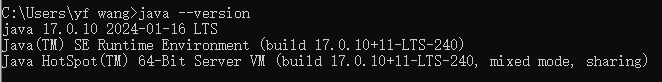 C:\Users\yf wang>java --version
java 17.0.10 2024-01-16 LTS
Java(TM) SE Runtime Environment (build 17.0.10+11-LTS-240)
Java HotSpot(TM) 64-Bit Server VM (build 17.0.10+11-LTS-240, mixed mode, sharing)